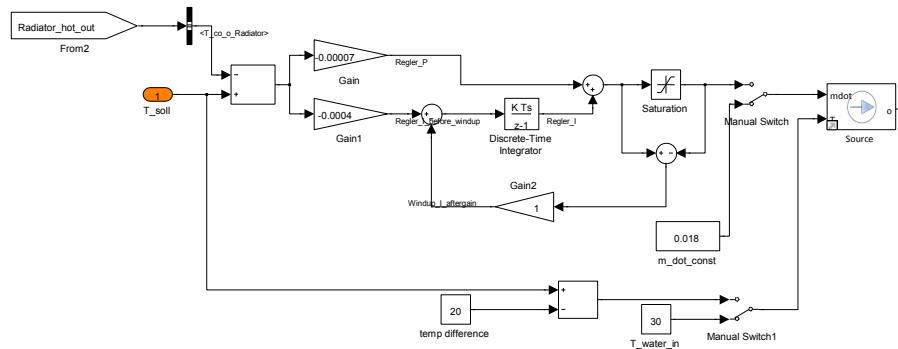 Radiator_hot_out
From2
<T_co_o_Radiator>
1
T_soll
-0.00007
Gain
Regler_P
-0.0004
Gain1
K Ts
z-1
Discrete-Time
Integrator
Regler_I
Saturation
Manual Switch
mdot
T
o
Source
Gain2
1
Windup_I_aftergain
0.018
m_dot_const
20
temp difference
30
T_water_in
Manual Switch1